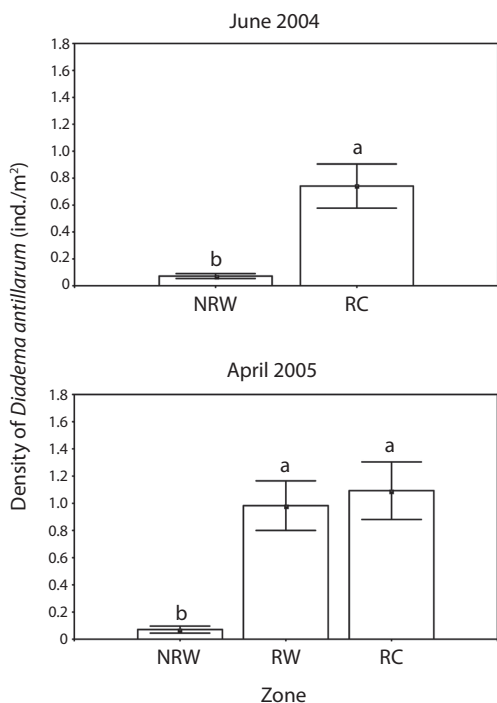 June 2004
Density of Diadema antillarum (ind./m²)
1.8
1.6
1.4
1.2
1.0
0.8
0.6
0.4
0.2
0
b
a
NRW RC
April 2005
1.8
1.6
1.4
1.2
1.0
0.8
0.6
0.4
0.2
0
b
a
a
NRW RW RC
Zone